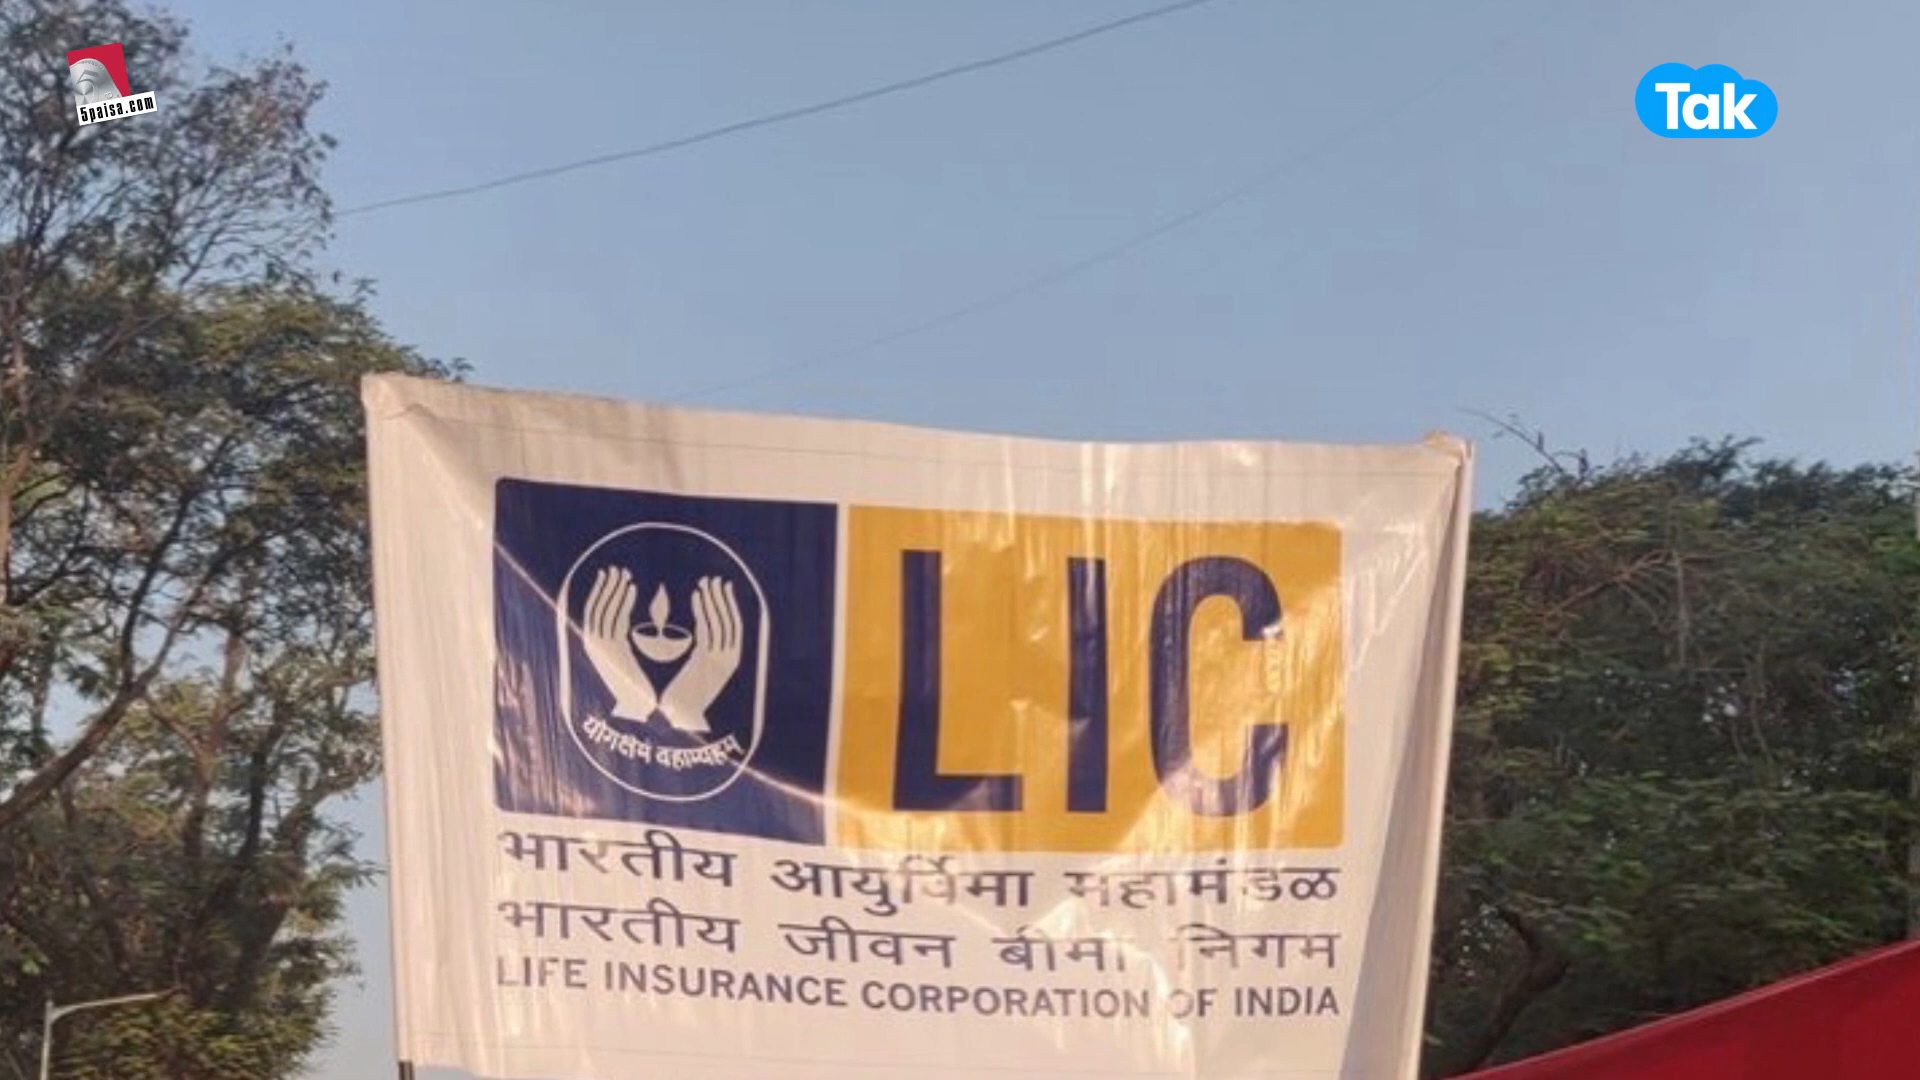 5paisa.com
Tak
LIC
योगक्षेमं वहाम्यहम्
भारतीय आयुर्विमा महामंडळ
भारतीय जीवन बीमा निगम
LIFE INSURANCE CORPORATION OF INDIA